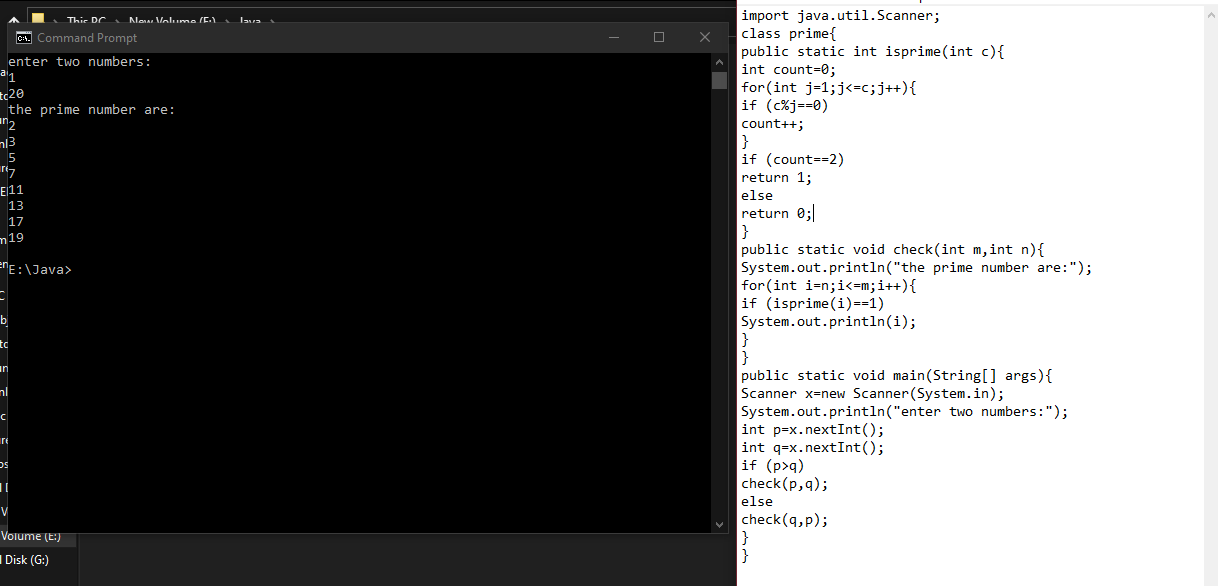 This PC New Volume (E:) Java
Command Prompt
enter two numbers:
1
20
the prime number are:
2
3
5
7
11
13
17
19
E:\Java>
Volume (E:)
Disk (G:)
import java.util.Scanner;
class prime{
public static int isprime(int c){
int count=0;
for(int j=1;j<=c;j++){
if (c%j==0)
count++;
}
if (count==2)
return 1;
else
return 0;
}
public static void check(int m,int n){
System.out.println("the prime number are:");
for(int i=n;i<=m;i++){
if (isprime(i)==1)
System.out.println(i);
}
}
public static void main(String[] args){
Scanner x=new Scanner(System.in);
System.out.println("enter two numbers:");
int p=x.nextInt();
int q=x.nextInt();
if (p>q)
check(p,q);
else
check(q,p);
}
}